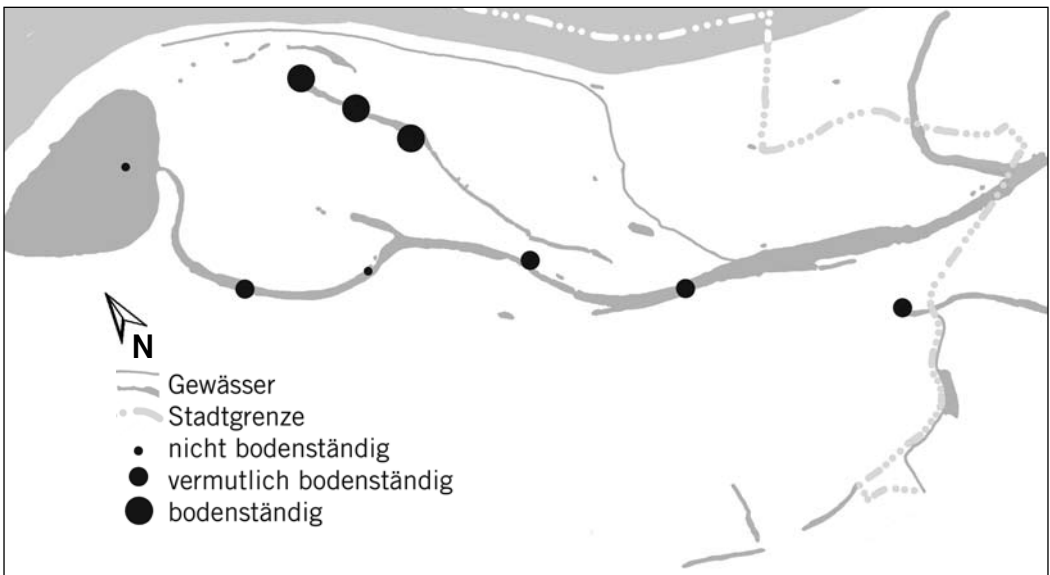 N
Gewässer
Stadtgrenze
nicht bodenständig
vermutlich bodenständig
bodenständig